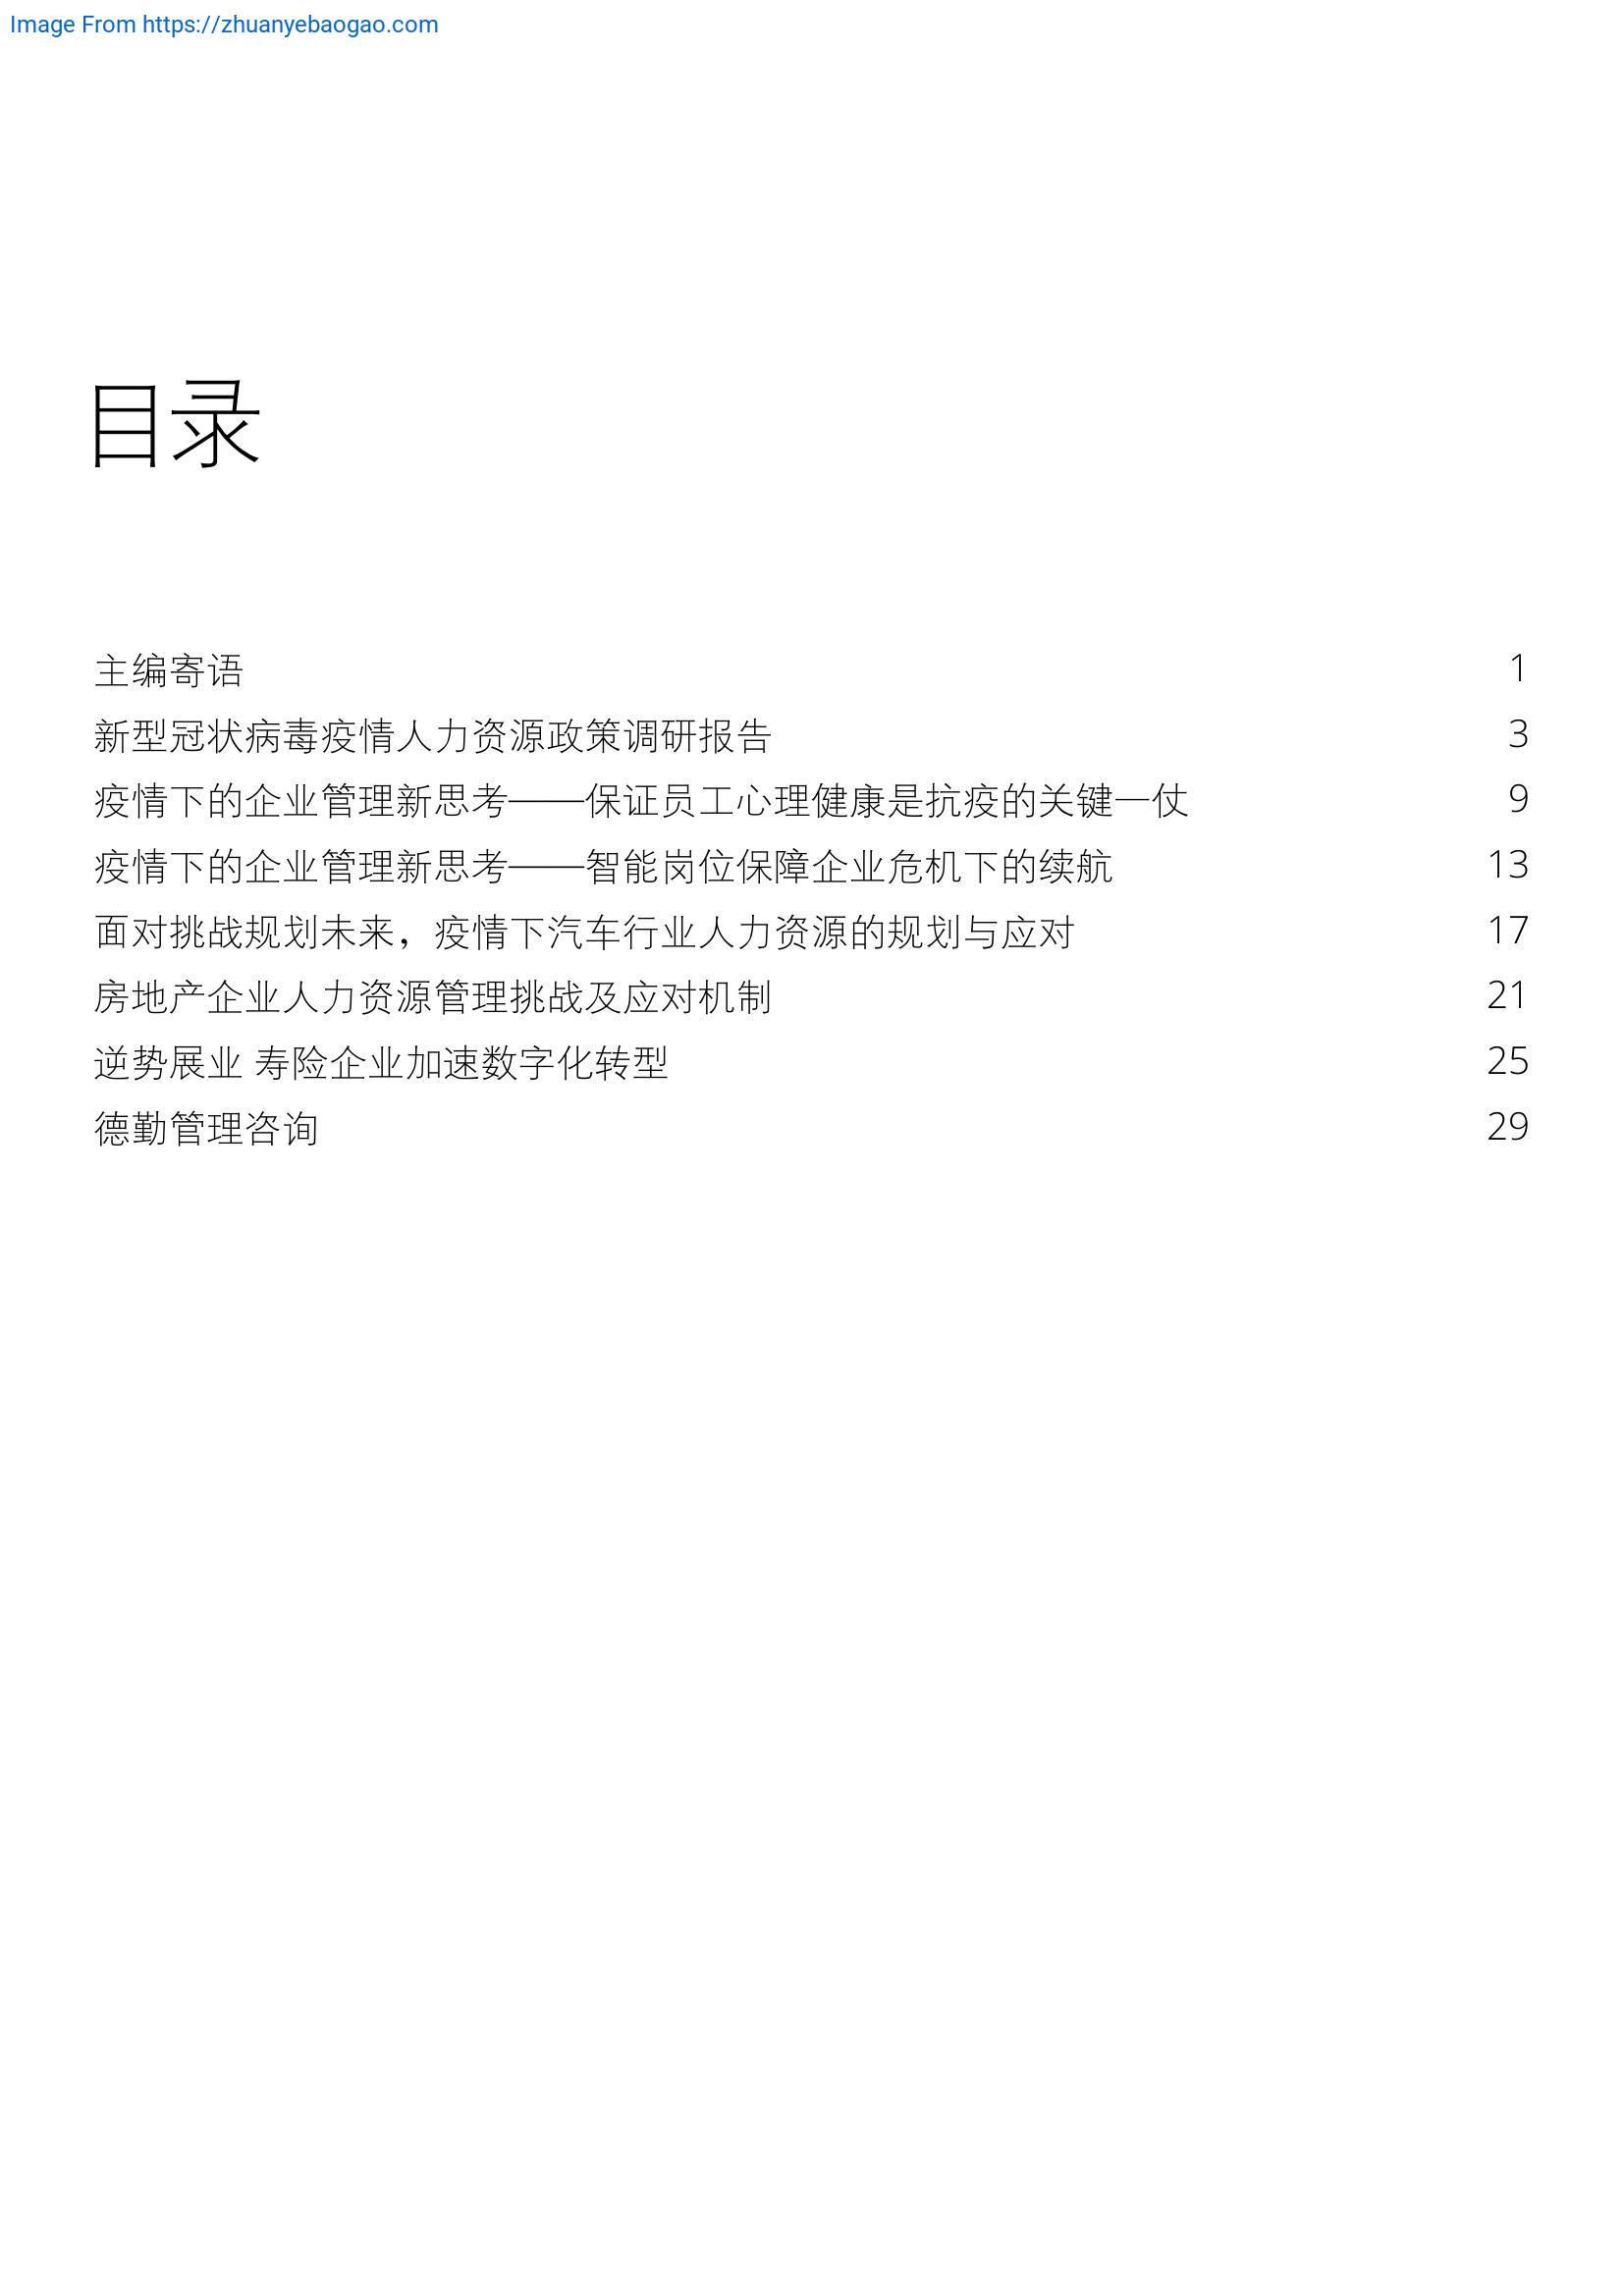 Image From https://zhuanyebaogao.com
目录
主编寄语 1
新型冠状病毒疫情人力资源政策调研报告 3
疫情下的企业管理新思考——保证员工心理健康是抗疫的关键一仗 9
疫情下的企业管理新思考——智能岗位保障企业危机下的续航 13
面对挑战规划未来，疫情下汽车行业人力资源的规划与应对 17
房地产企业人力资源管理挑战及应对机制 21
逆势展业 寿险企业加速数字化转型 25
德勤管理咨询 29